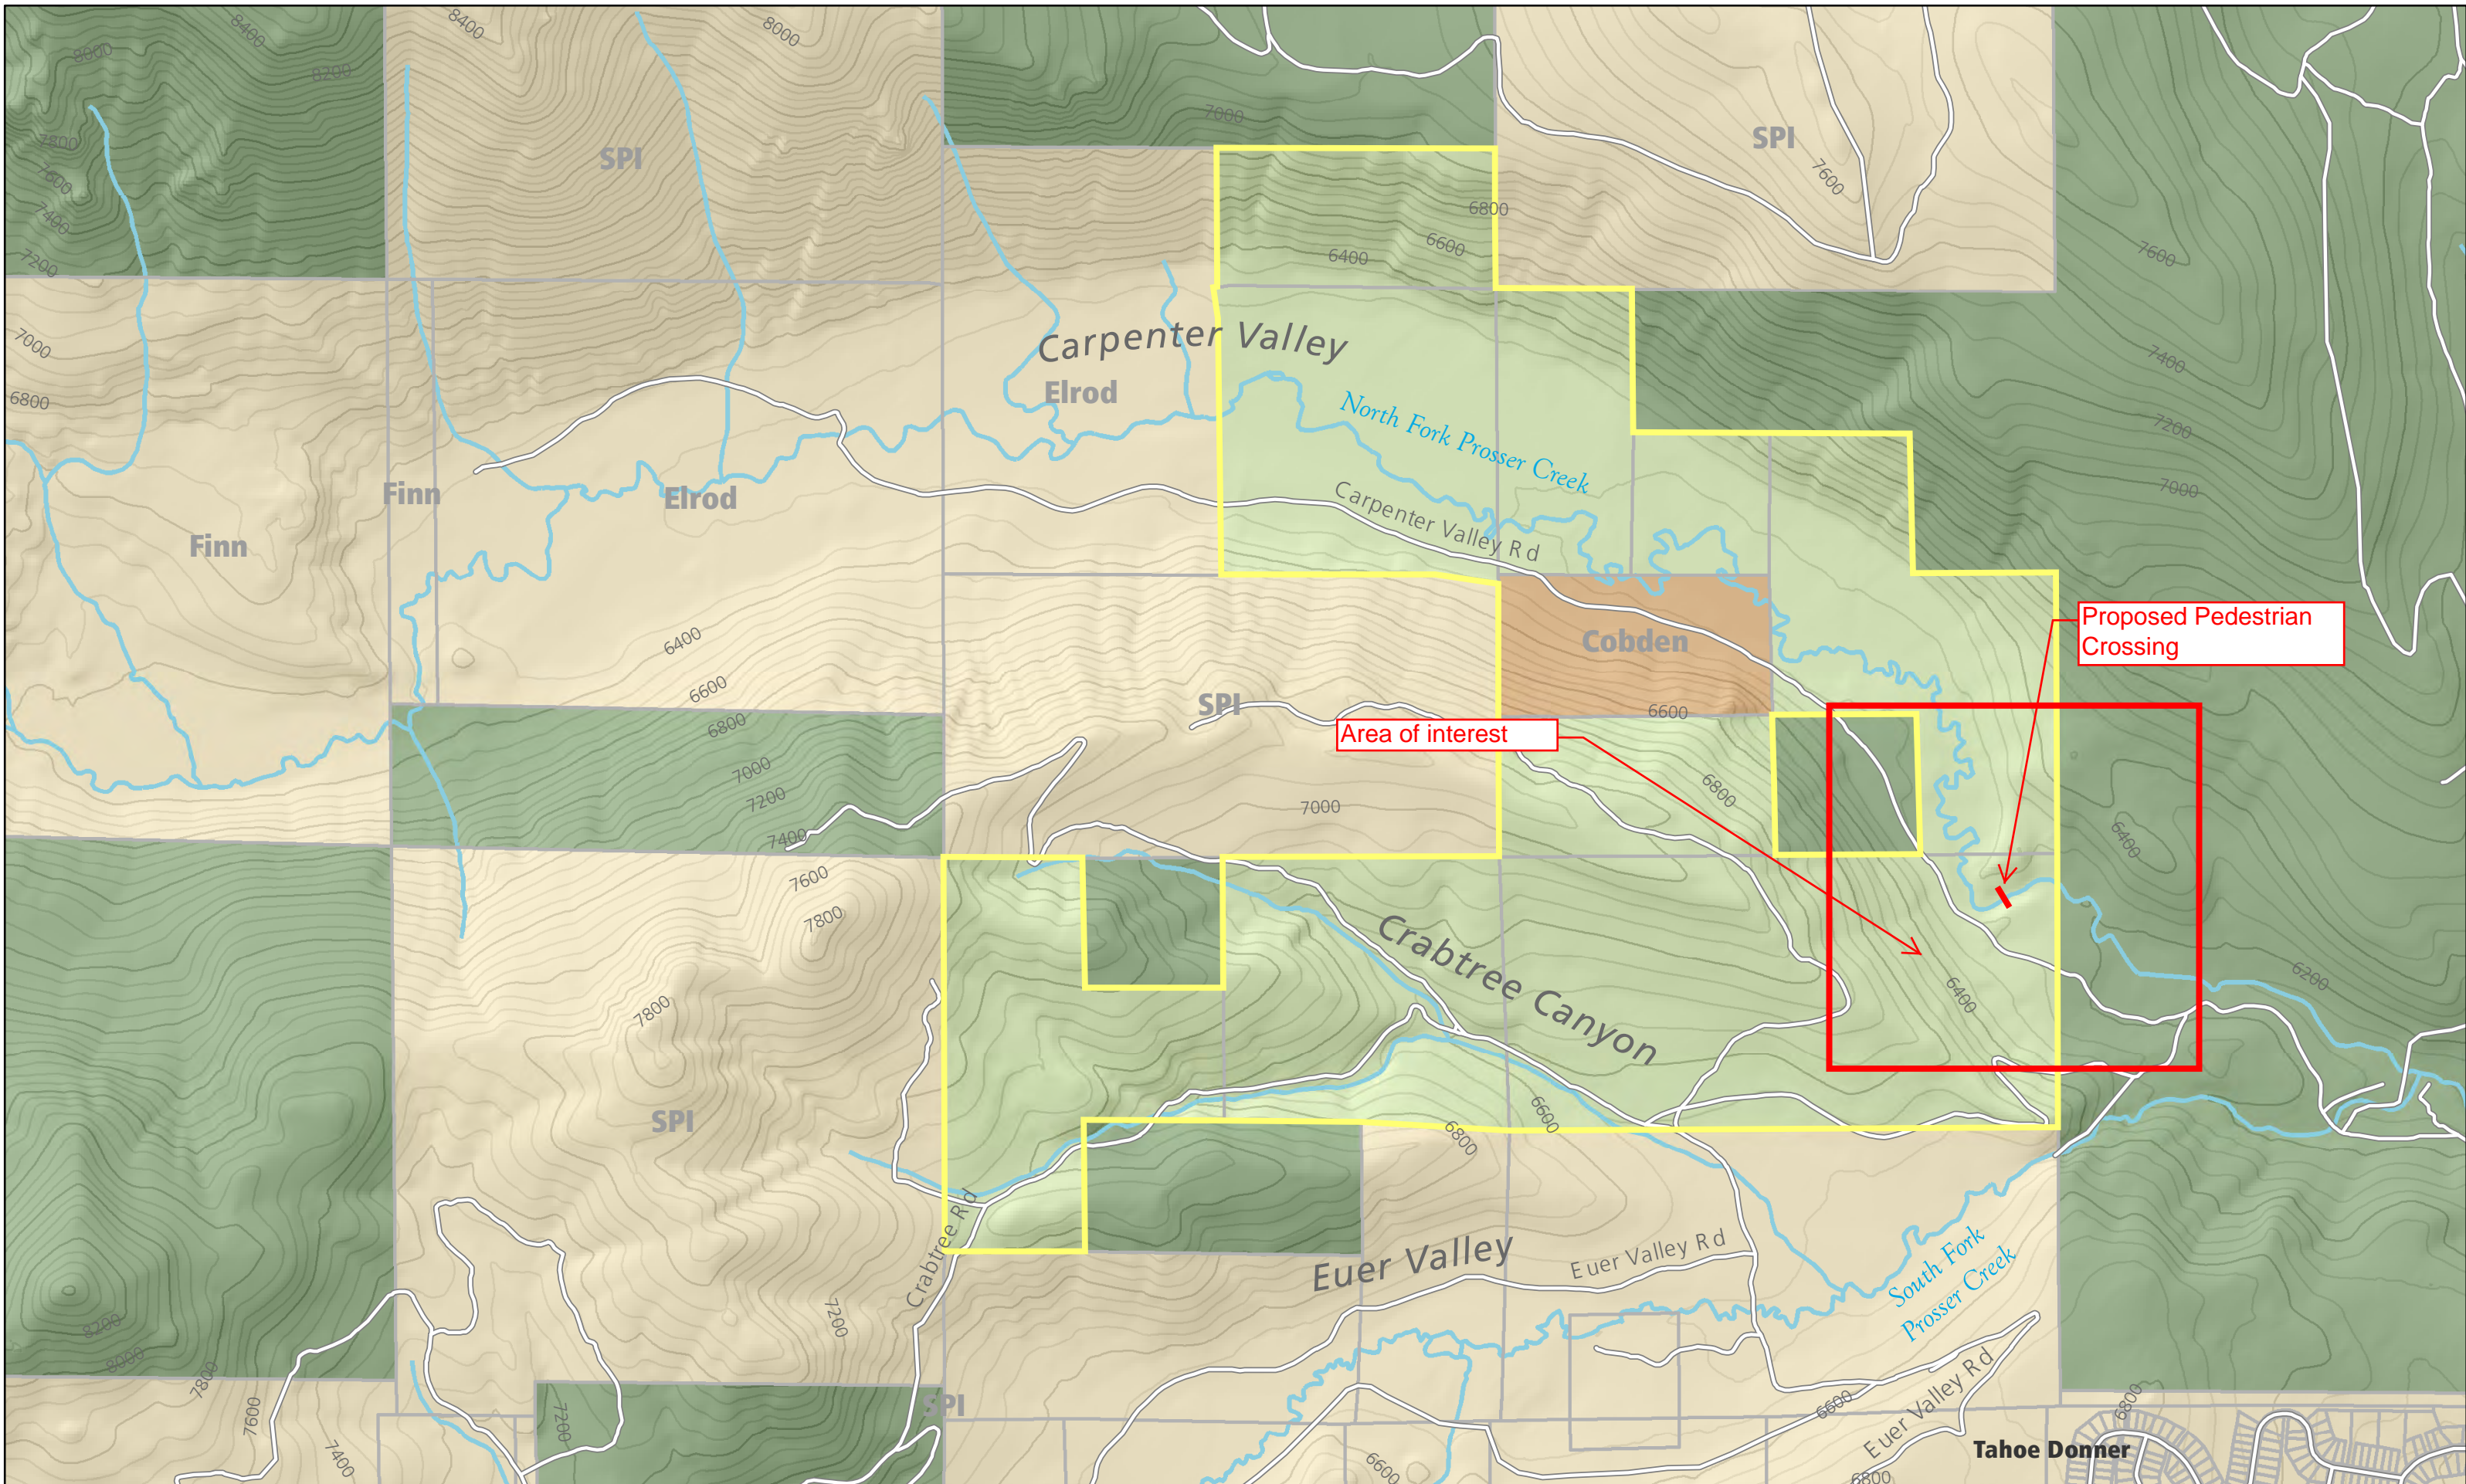 8400
8000
8400
8000
8200
7800
7600
7400
7200
7000
SPI
SPI
7600
6800
6600
6400
7600
7400
7200
7000
7000
6800
Carpenter Valley
Elrod
North Fork Prosser Creek
Carpenter Valley Rd
Finn
Elrod
Finn
6400
6600
6800
7000
7200
7400
SPI
Cobden
6600
Proposed Pedestrian
Crossing
Area of interest
6800
7000
6400
7600
7800
7800
Crabtree Canyon
6400
6200
SPI
6800
6600
Crabtree Rd
Euer Valley
Euer Valley Rd
South Fork
Prosser Creek
7200
8200
8000
7800
7600
7400
7200
SPI
6600
6600
Euer Valley Rd
6800
6800
Tahoe Donner